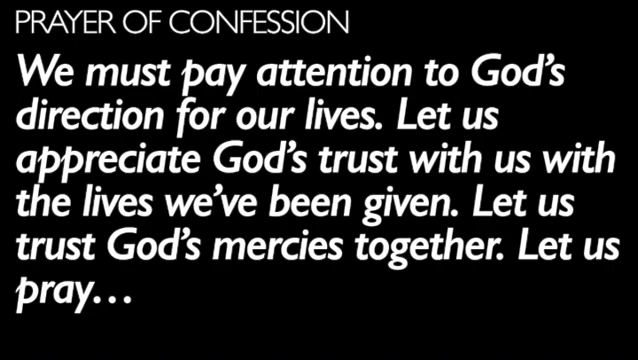 PRAYER OF CONFESSION
We must pay attention to God's
direction for our lives. Let us
appreciate God's trust with us with
the lives we've been given. Let us
trust God's mercies together. Let us
pray...